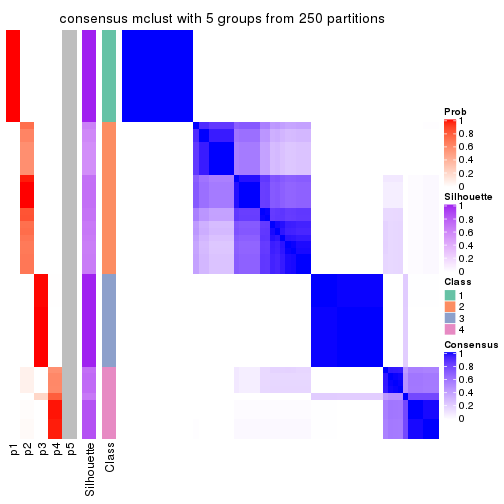 consensus mclust with 5 groups from 250 partitions
Prob
1
0.8
0.6
0.4
0.2
0
Silhouette
1
0.8
0.6
0.4
0.2
0
Class
1
2
3
4
Consensus
1
0.8
0.6
0.4
0.2
0
p1
p2
p3
p4
p5
Silhouette
Class